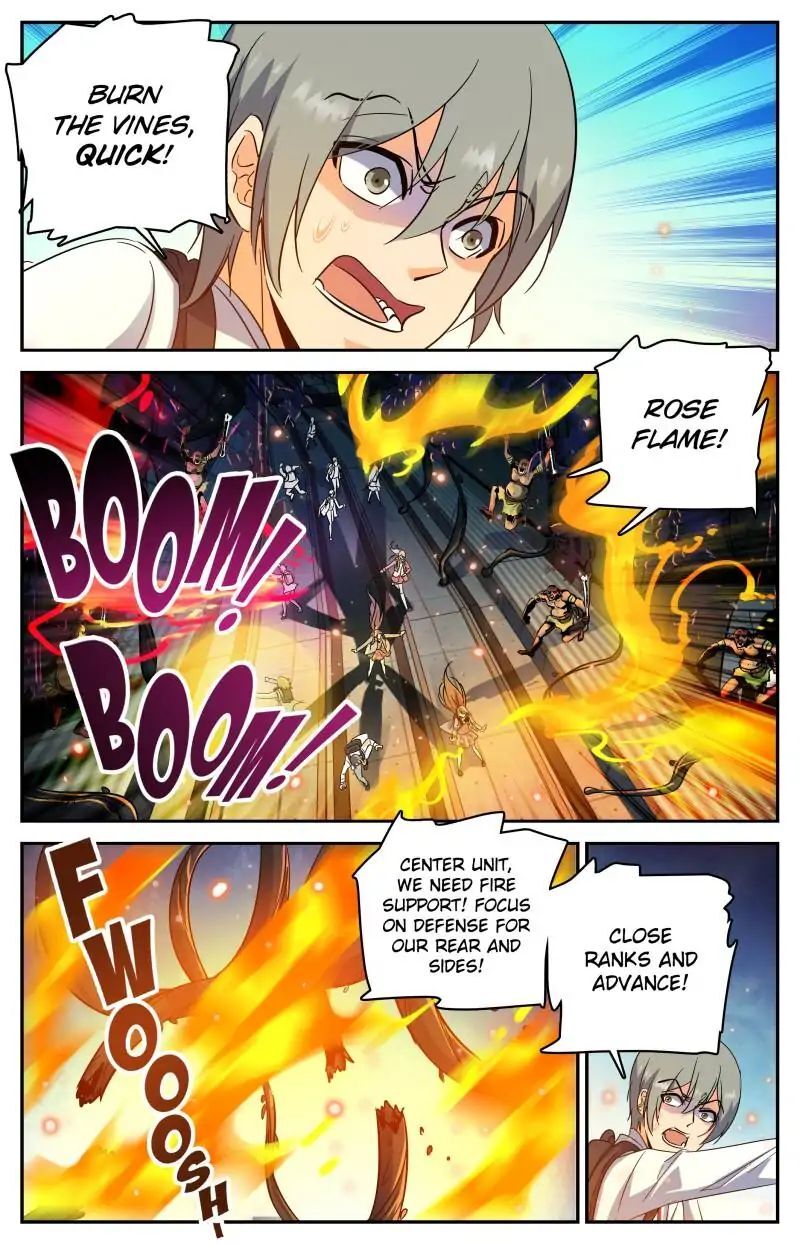 BURN
THE VINES,
QUICK!
ROSE
FLAME!
BOOM!
BOOM!
FWOOOSH!
CENTER UNIT,
WE NEED FIRE
SUPPORT! FOCUS
ON DEFENSE FOR
OUR REAR AND
SIDES!
CLOSE
RANKS AND
ADVANCE!